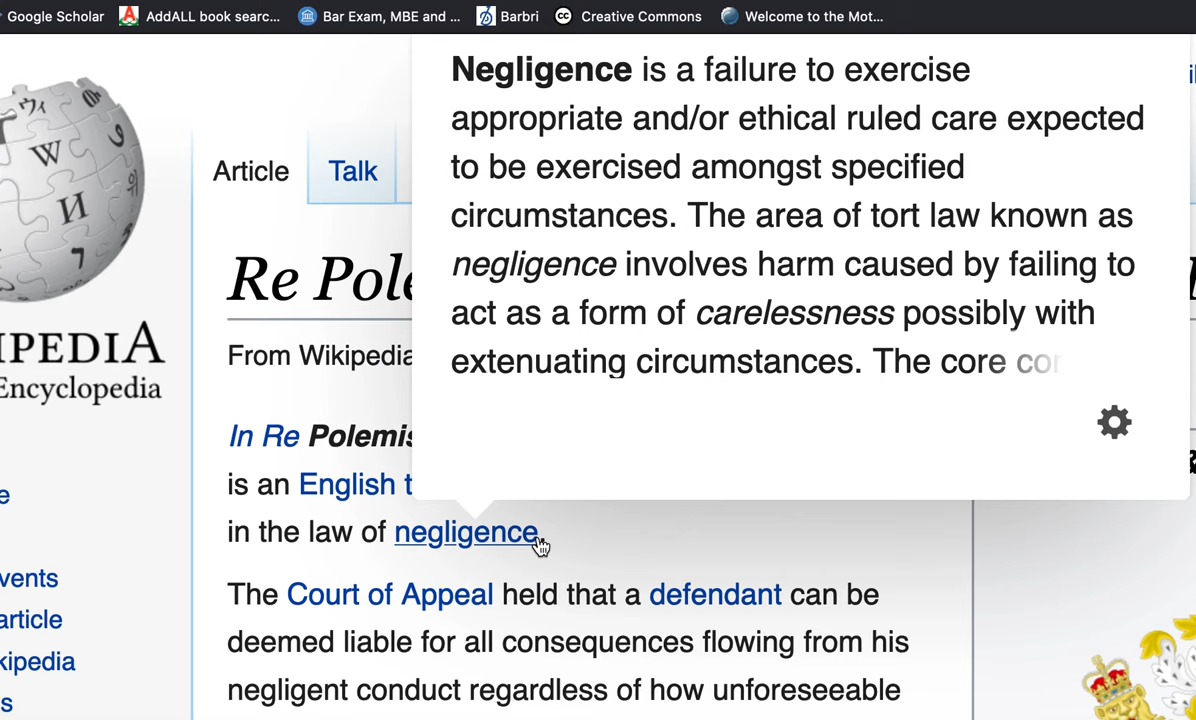 Google Scholar AddALL book searc... Bar Exam, MBE and ... Barbri Creative Commons Welcome to the Mot...
Negligence is a failure to exercise
appropriate and/or ethical ruled care expected
to be exercised amongst specified
circumstances. The area of tort law known as
negligence involves harm caused by failing to
act as a form of carelessness possibly with
extenuating circumstances. The core
Article Talk
Re Pole
From Wikipedia
In Re Polemis
is an English t
in the law of negligence.
The Court of Appeal held that a defendant can be
deemed liable for all consequences flowing from his
negligent conduct regardless of how unforeseeable
IPEDIA
Encyclopedia
e
vents
article
kipedia
s